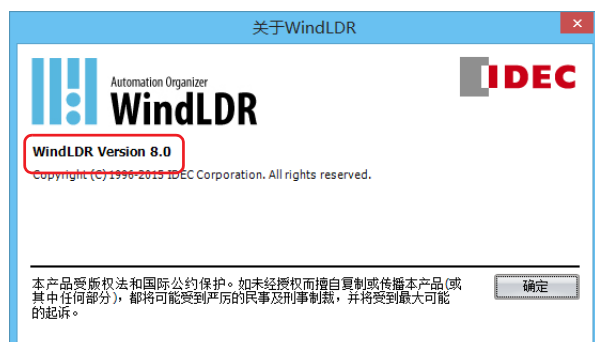 关于WindLDR
×
Automation Organizer
WindLDR
IDEC
WindLDR Version 8.0
Copyright (C) 1996-2015 IDEC Corporation. All rights reserved.
本产品受版权法和国际公约保护。如未经授权而擅自复制或传播本产品(或
其中任何部分)，都将可能受到严厉的民事及刑事制裁，并将受到最大可能
的起诉。
确定